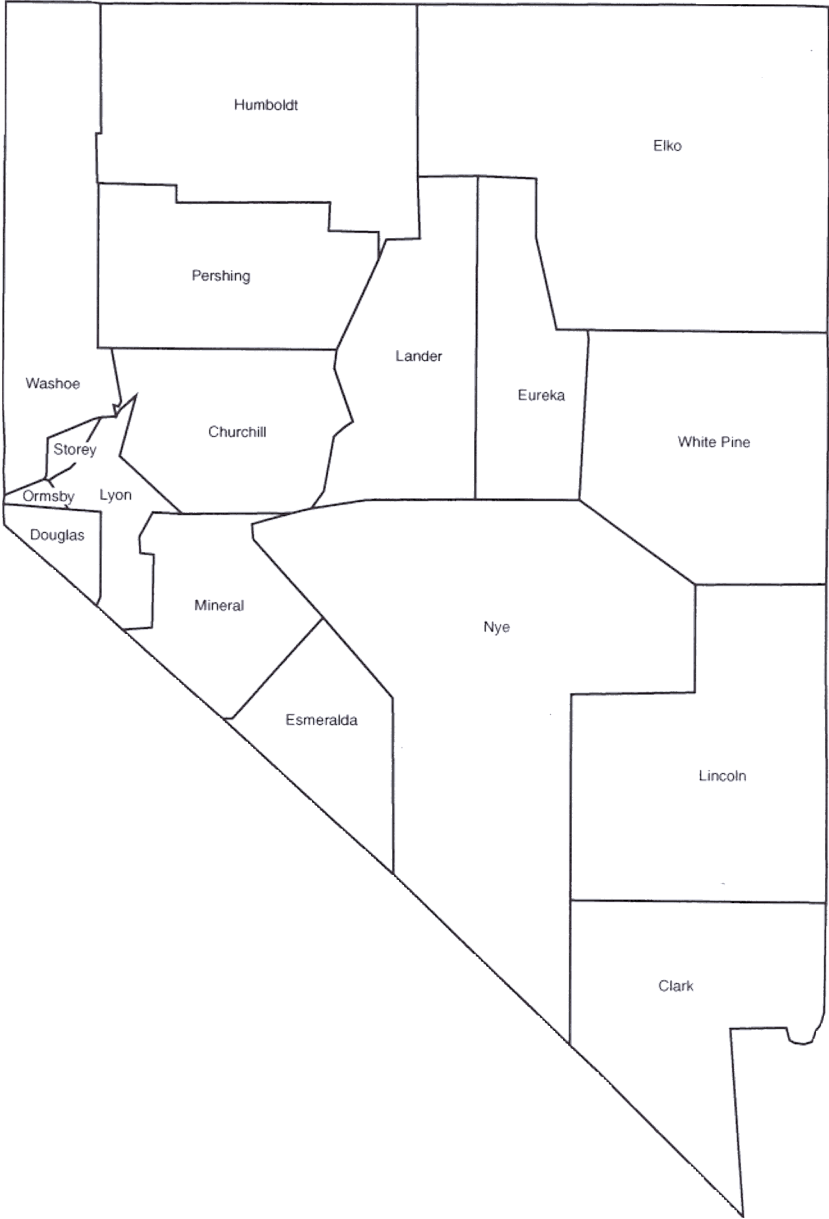 Humboldt
Elko
Pershing
Lander
Washoe
Eureka
Churchill
White Pine
Storey
Ormsby
Lyon
Douglas
Mineral
Nye
Esmeralda
Lincoln
Clark